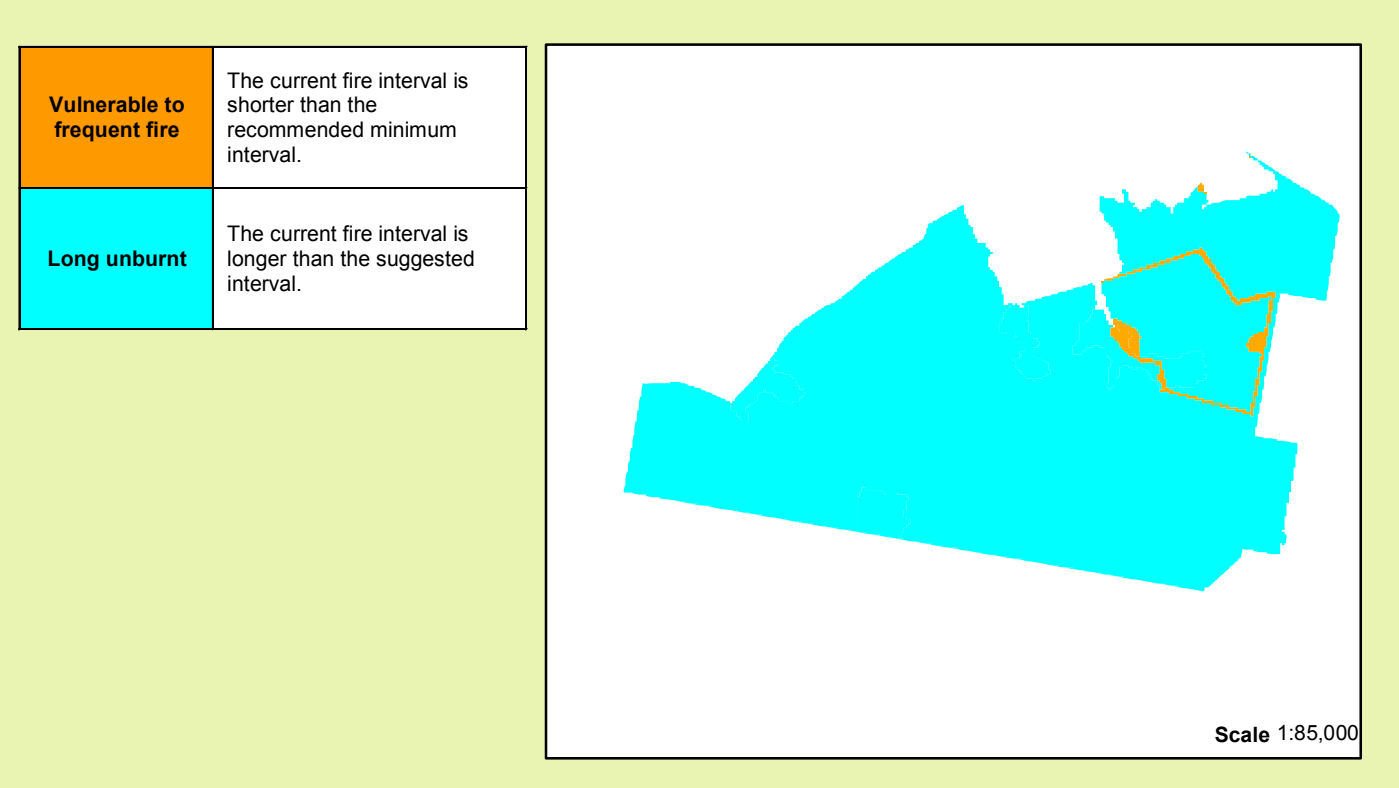 Vulnerable to
frequent fire
The current fire interval is
shorter than the
recommended minimum
interval.
Long unburnt
The current fire interval is
longer than the suggested
interval.
Scale 1:85,000